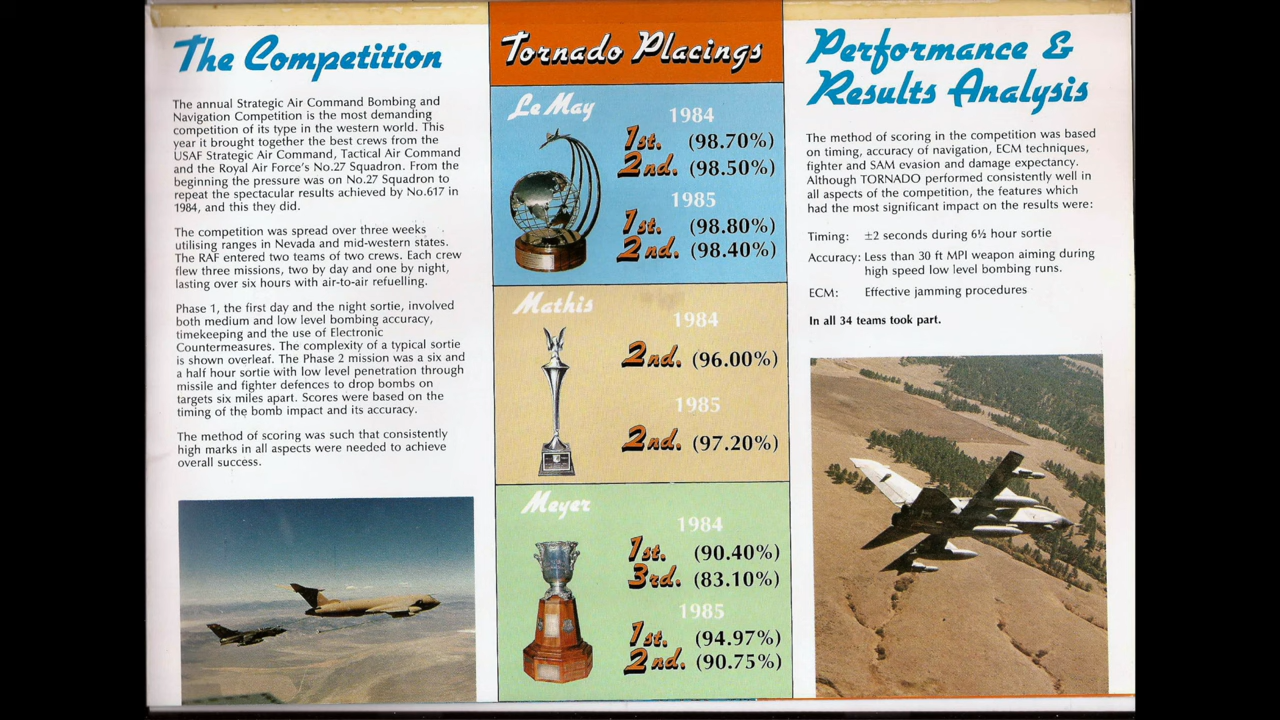 The Competition
The annual Strategic Air Command Bombing and
Navigation Competition is the most demanding
competition of its type in the western world. This
year it brought together the best crews from the
USAF Strategic Air Command, Tactical Air Command
and the Royal Air Force's No.27 Squadron. From the
beginning the pressure was on No.27 Squadron to
repeat the spectacular results achieved by No.617 in
1984, and this they did.
The competition was spread over three weeks
utilising ranges in Nevada and mid-western states.
The RAF entered two teams of two crews. Each crew
flew three missions, two by day and one by night,
lasting over six hours with air-to-air refuelling.
Phase 1, the first day and the night sortie, involved
both medium and low level bombing accuracy,
timekeeping and the use of Electronic
Countermeasures. The complexity of a typical sortie
is shown overleaf. The Phase 2 mission was a six and
a half hour sortie with low level penetration through
missile and fighter defences to drop bombs on
targets six miles apart. Scores were based on the
timing of the bomb impact and its accuracy.
The method of scoring was such that consistently
high marks in all aspects were needed to achieve
overall success.
Tornado Placings
Le May
1984
1st. (98.70%)
2nd. (98.50%)
1985
1st. (98.80%)
2nd. (98.40%)
Mathis
1984
2nd. (96.00%)
1985
2nd. (97.20%)
Meyer
1984
1st. (90.40%)
3rd. (83.10%)
1985
1st. (94.97%)
2nd. (90.75%)
Performance &
Results Analysis
The method of scoring in the competition was based
on timing, accuracy of navigation, ECM techniques,
fighter and SAM evasion and damage expectancy.
Although TORNADO performed consistently well in
all aspects of the competition, the features which
had the most significant impact on the results were:
Timing: ±2 seconds during 6½ hour sortie
Accuracy: Less than 30 ft MPI weapon aiming during
high speed low level bombing runs.
ECM: Effective jamming procedures
In all 34 teams took part.